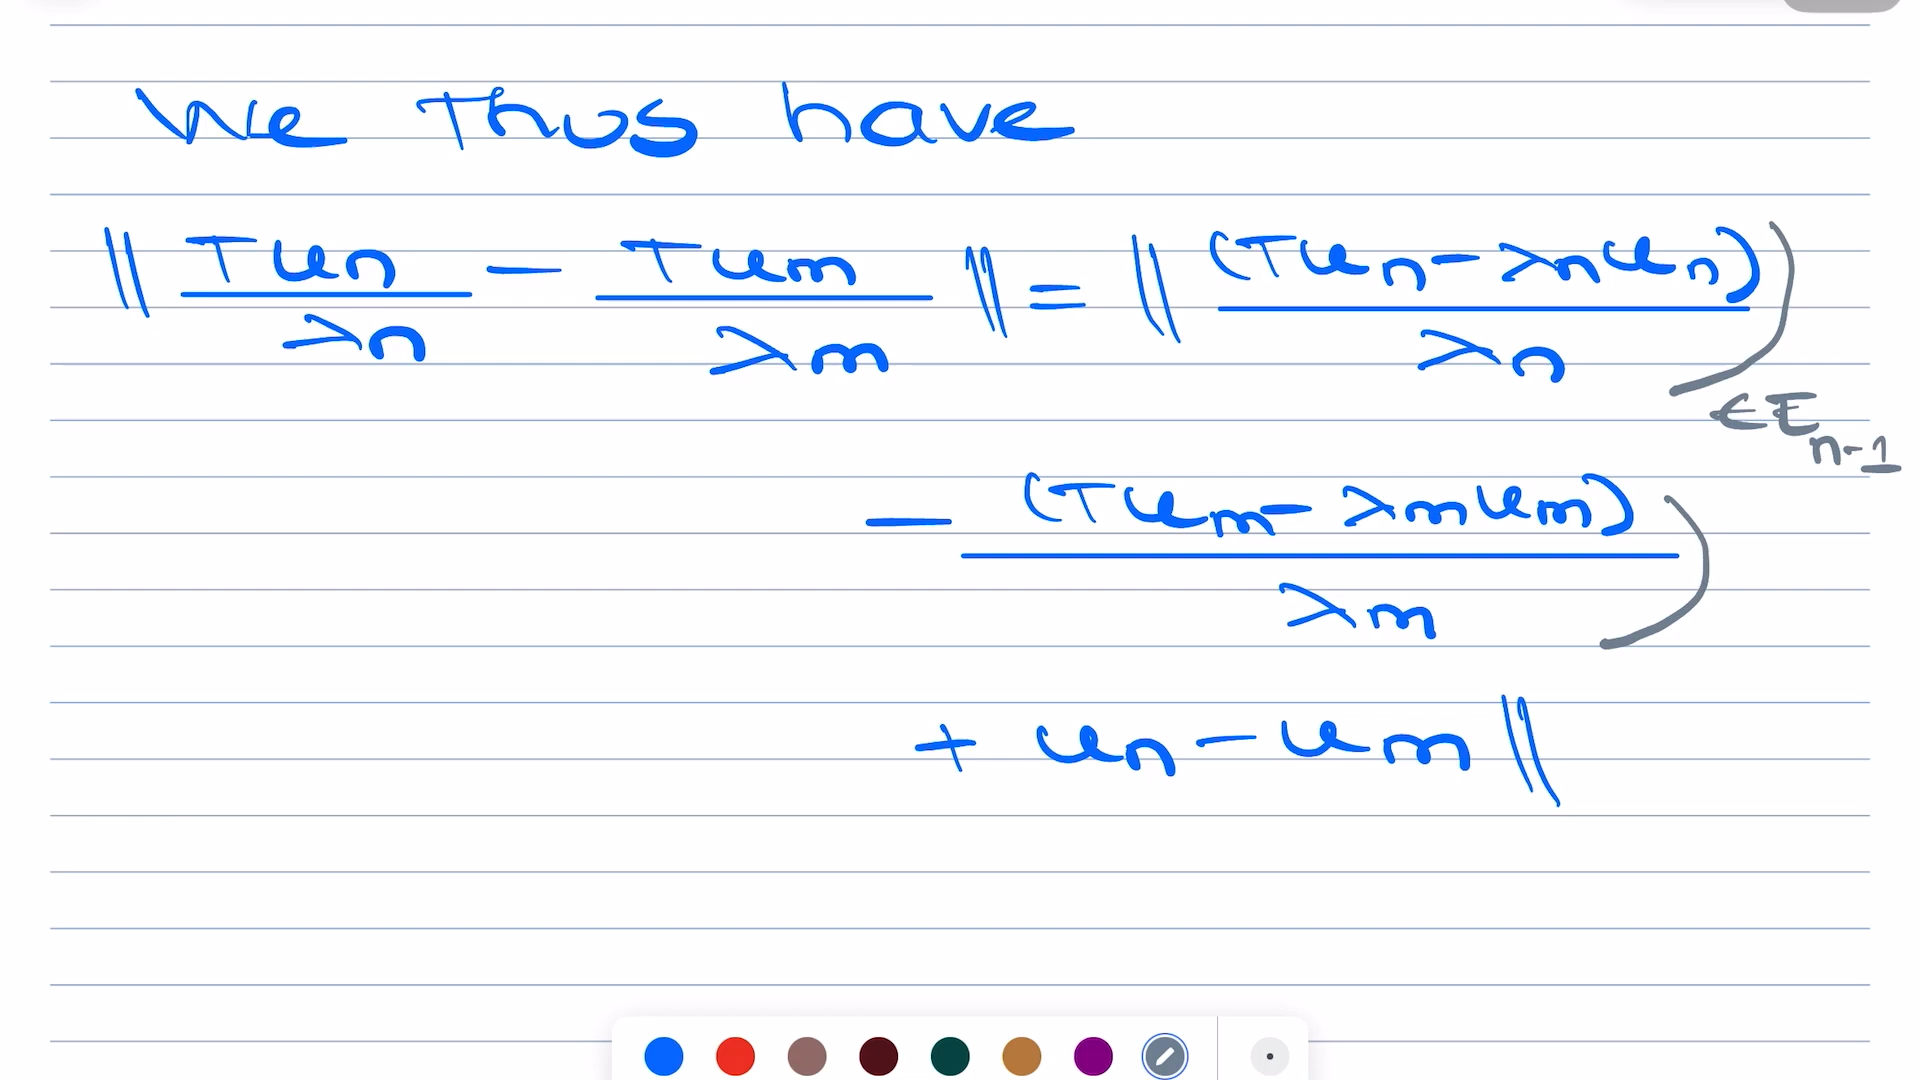 We Thus have
‖ Tun/λn − Tum/λm ‖ = ‖ (Tun − λnun)/λn
∈ En-1
− (Tum − λmum)/λm
+ un − um ‖